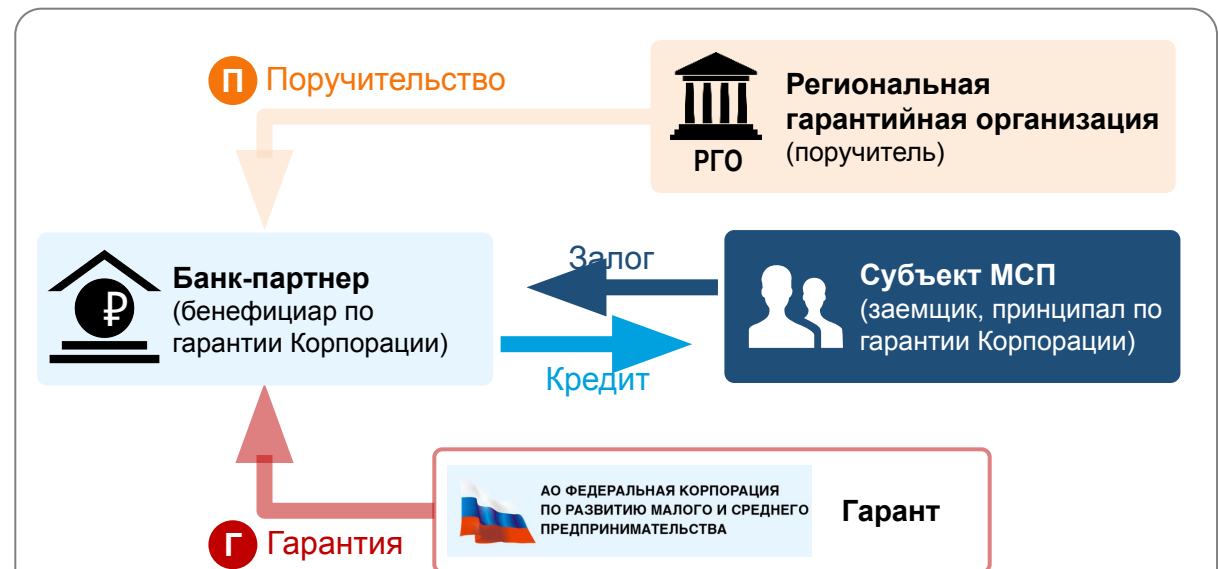 П Поручительство
Региональная
гарантийная организация
(поручитель)
РГО
Банк-партнер
(бенефициар по
гарантии Корпорации)
₽
Залог
Кредит
Субъект МСП
(заемщик, принципал по
гарантии Корпорации)
АО ФЕДЕРАЛЬНАЯ КОРПОРАЦИЯ
ПО РАЗВИТИЮ МАЛОГО И СРЕДНЕГО
ПРЕДПРИНИМАТЕЛЬСТВА
Гарант
Г Гарантия